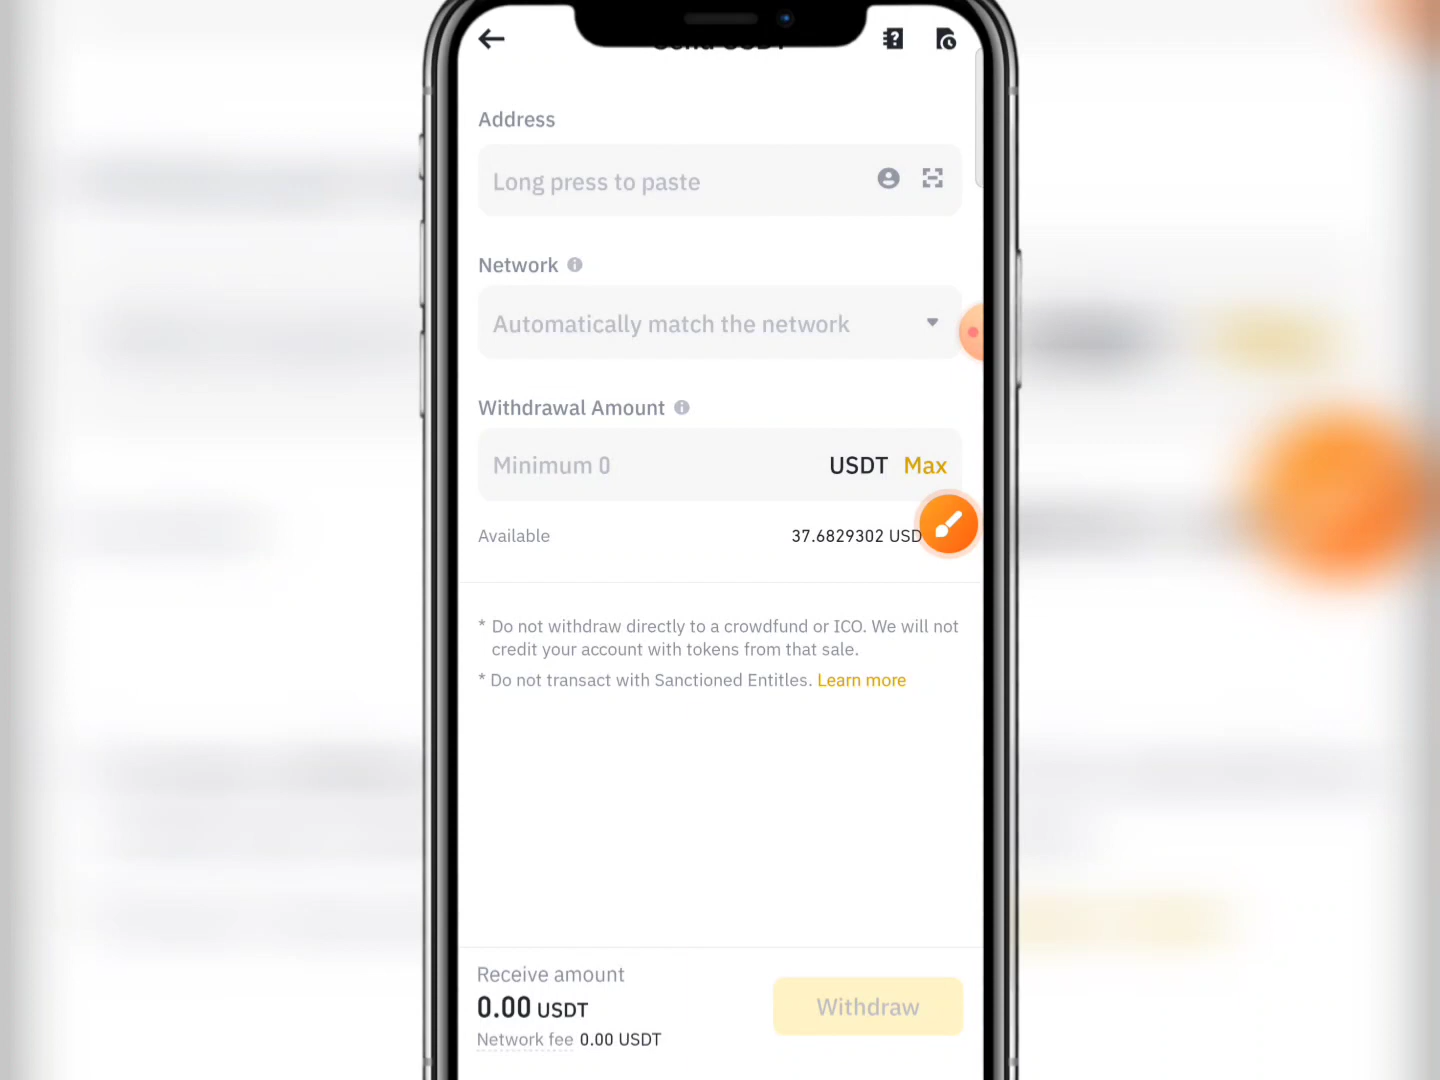 Address
Long press to paste
Network
Automatically match the network
Withdrawal Amount
Minimum 0 USDT Max
Available 37.6829302 USD
* Do not withdraw directly to a crowdfund or ICO. We will not
credit your account with tokens from that sale.
* Do not transact with Sanctioned Entitles. Learn more
Receive amount
0.00 USDT
Withdraw
Network fee 0.00 USDT